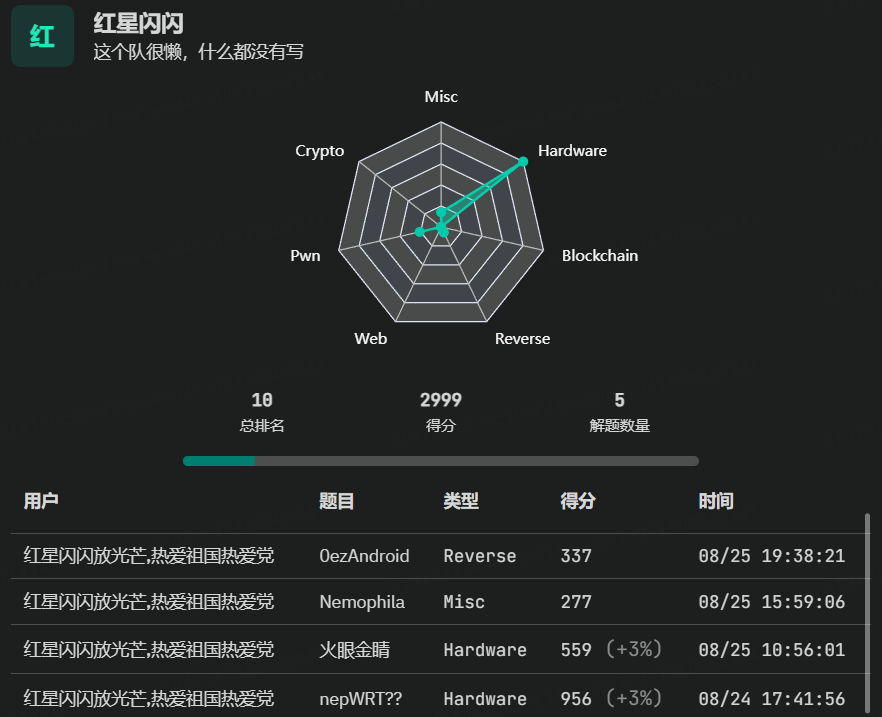 红
红星闪闪
这个队很懒，什么都没有写
Misc
Crypto
Hardware
Pwn
Blockchain
Web
Reverse
10 2999 5
总排名 得分 解题数量
用户 题目 类型 得分 时间
红星闪闪放光芒,热爱祖国热爱党 0ezAndroid Reverse 337 08/25 19:38:21
红星闪闪放光芒,热爱祖国热爱党 Nemophila Misc 277 08/25 15:59:06
红星闪闪放光芒,热爱祖国热爱党 火眼金睛 Hardware 559 (+3%) 08/25 10:56:01
红星闪闪放光芒,热爱祖国热爱党 nepWRT?? Hardware 956 (+3%) 08/24 17:41:56